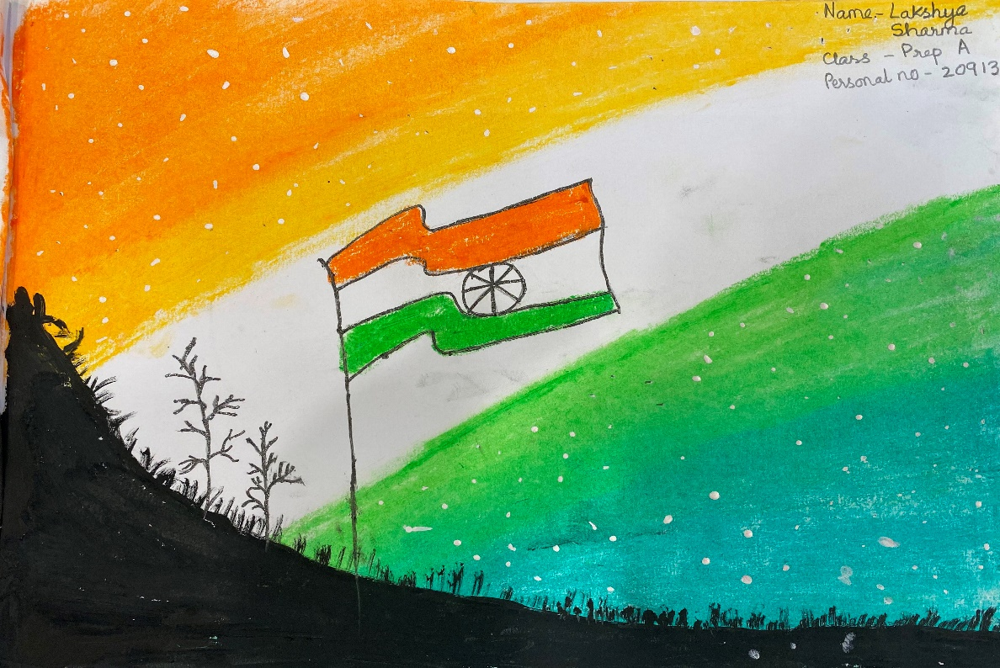 Name - Lakshya
Sharma
Class - Prep A
Personal no - 20913